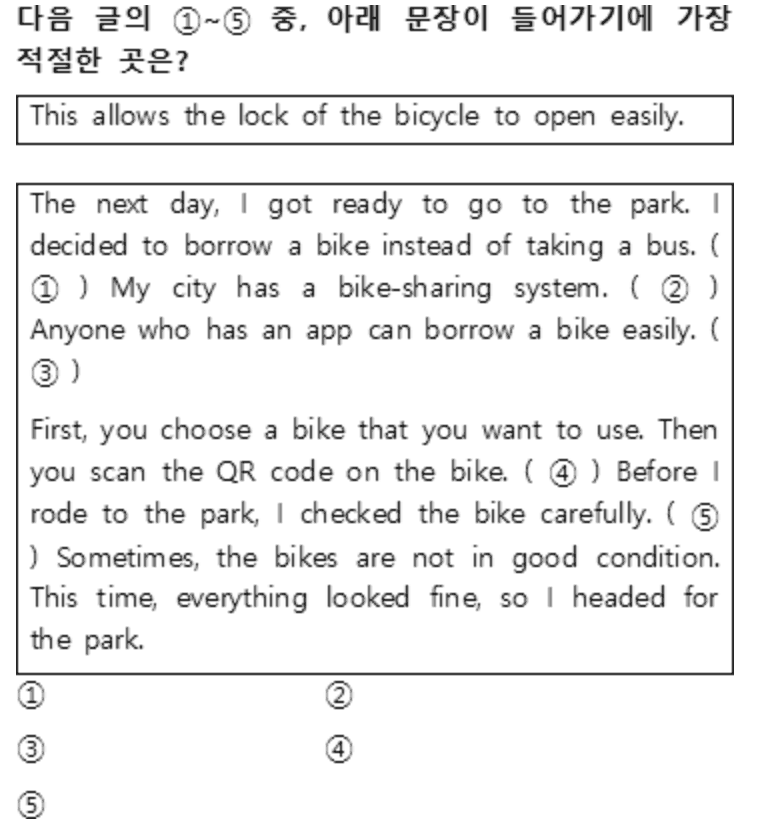 다음 글의 ①~⑤ 중, 아래 문장이 들어가기에 가장
적절한 곳은?
This allows the lock of the bicycle to open easily.
The next day, I got ready to go to the park. I
decided to borrow a bike instead of taking a bus. (
① ) My city has a bike-sharing system. ( ② )
Anyone who has an app can borrow a bike easily. (
③ )
First, you choose a bike that you want to use. Then
you scan the QR code on the bike. ( ④ ) Before I
rode to the park, I checked the bike carefully. ( ⑤
) Sometimes, the bikes are not in good condition.
This time, everything looked fine, so I headed for
the park.
① ②
③ ④
⑤